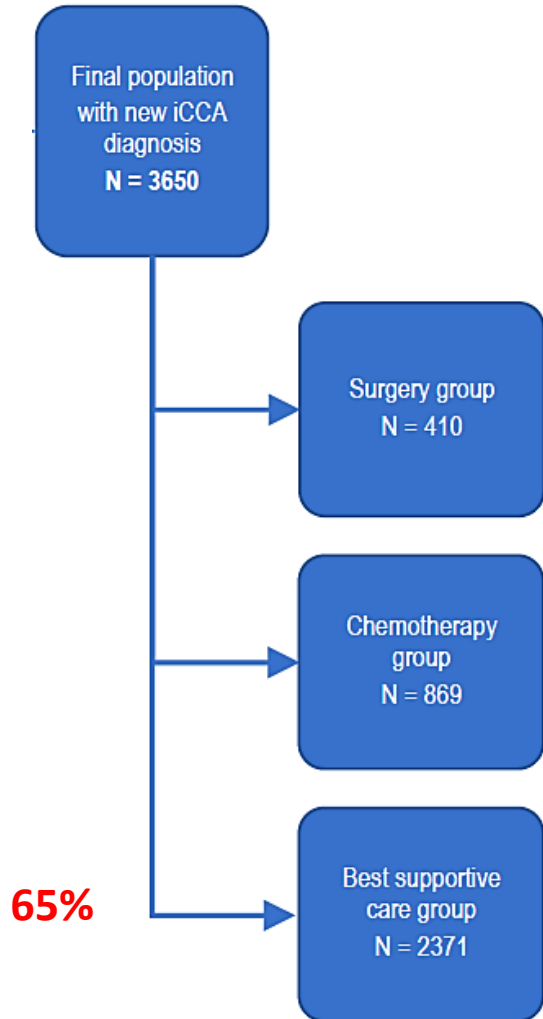 Final population
with new iCCA
diagnosis
N = 3650
Surgery group
N = 410
Chemotherapy
group
N = 869
65%
Best supportive
care group
N = 2371